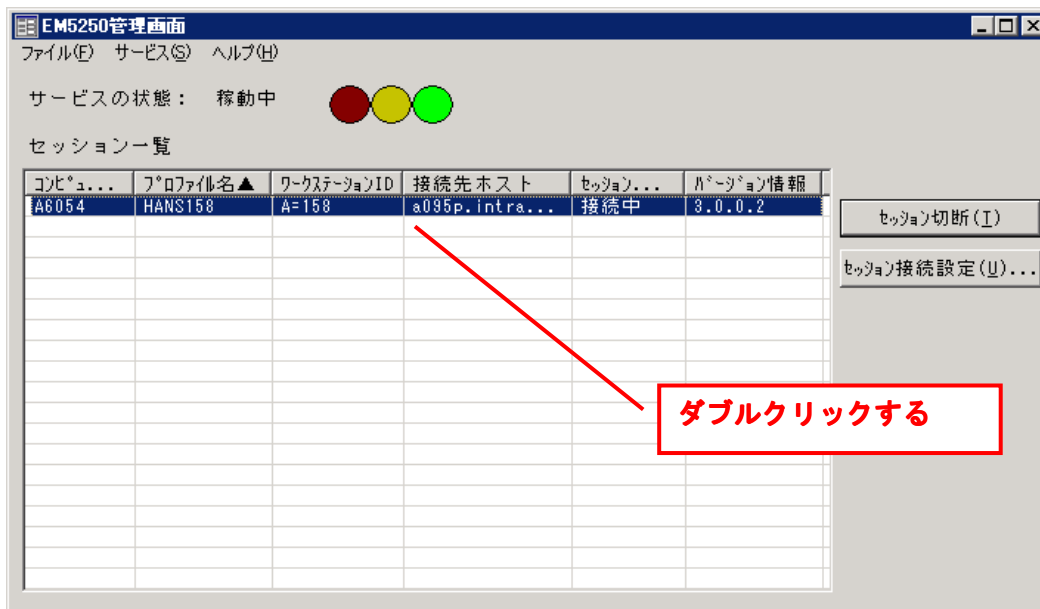 EM5250管理画面
ファイル(F) サービス(S) ヘルプ(H)
サービスの状態： 稼動中
セッション一覧
ｺﾝﾋﾟｭ... ﾌﾟﾛﾌｧｲﾙ名▲ ﾜｰｸｽﾃｰｼｮﾝID 接続先ホスト ｾｯｼｮﾝ... ﾊﾞｰｼﾞｮﾝ情報
A6054 HANS158 A=158 a095p.intra... 接続中 3.0.0.2
ｾｯｼｮﾝ切断(T)
ｾｯｼｮﾝ接続設定(U)...
ダブルクリックする